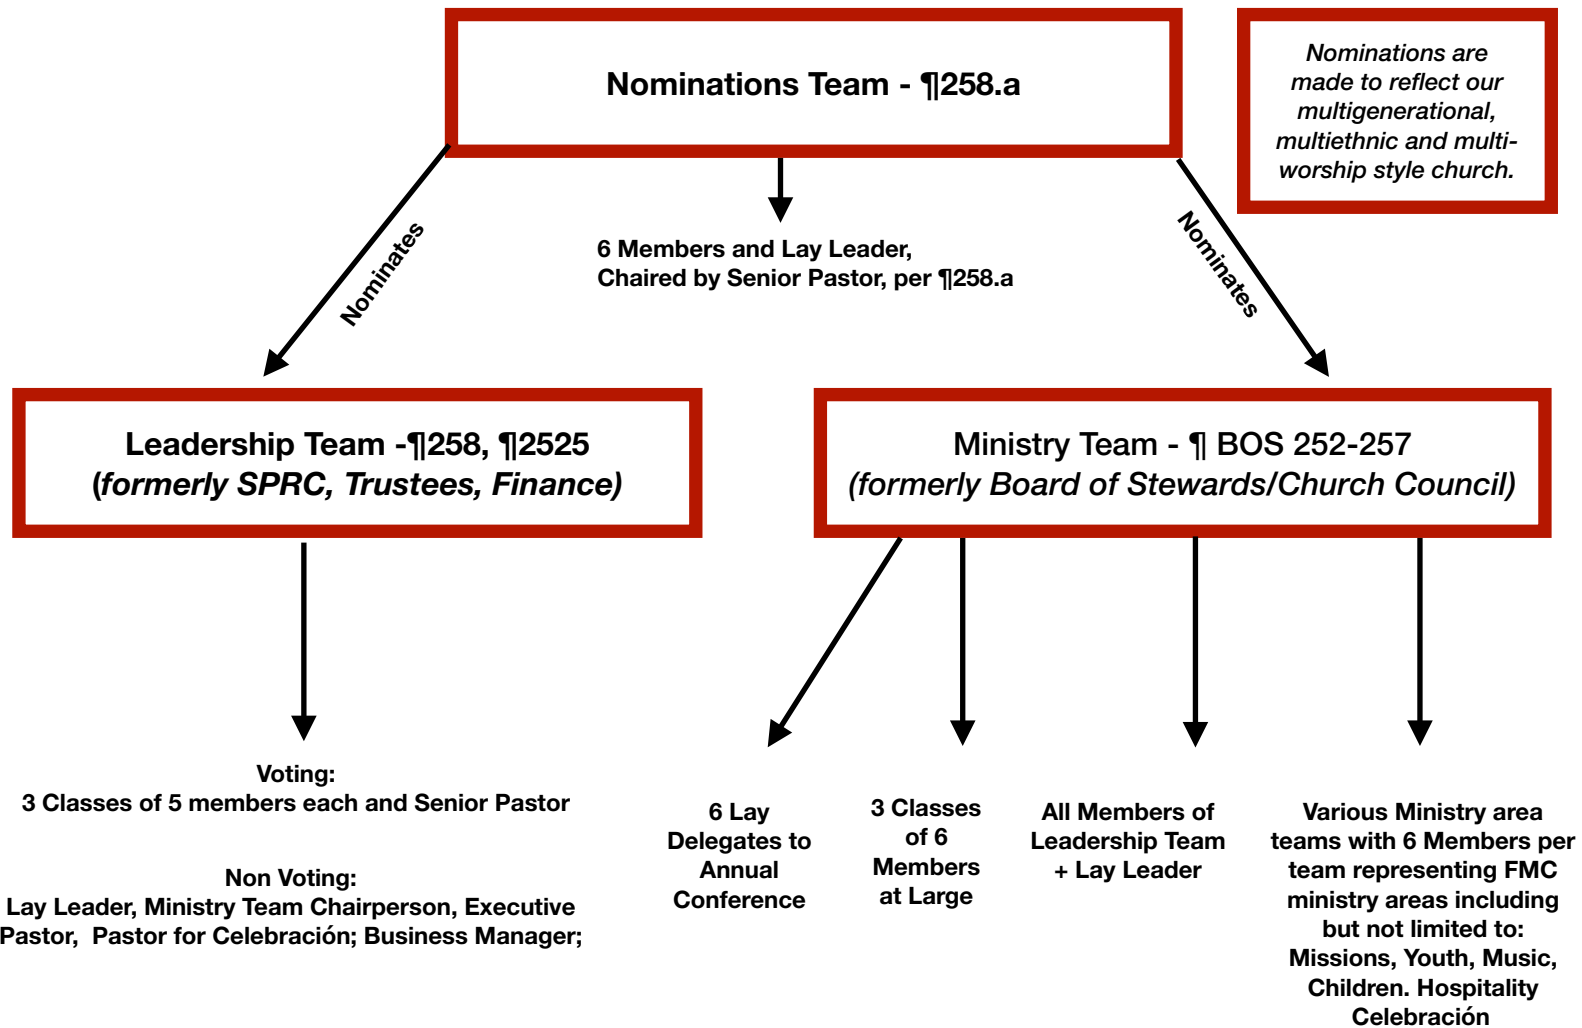 Nominations Team - ¶258.a
Nominations are
made to reflect our
multigenerational,
multiethnic and multi-
worship style church.
Nominates
6 Members and Lay Leader,
Chaired by Senior Pastor, per ¶258.a
Nominates
Leadership Team -¶258, ¶2525
(formerly SPRC, Trustees, Finance)
Ministry Team - ¶ BOS 252-257
(formerly Board of Stewards/Church Council)
Voting:
3 Classes of 5 members each and Senior Pastor
Non Voting:
Lay Leader, Ministry Team Chairperson, Executive
Pastor, Pastor for Celebración; Business Manager;
6 Lay
Delegates to
Annual
Conference
3 Classes
of 6
Members
at Large
All Members of
Leadership Team
+ Lay Leader
Various Ministry area
teams with 6 Members per
team representing FMC
ministry areas including
but not limited to:
Missions, Youth, Music,
Children. Hospitality
Celebración